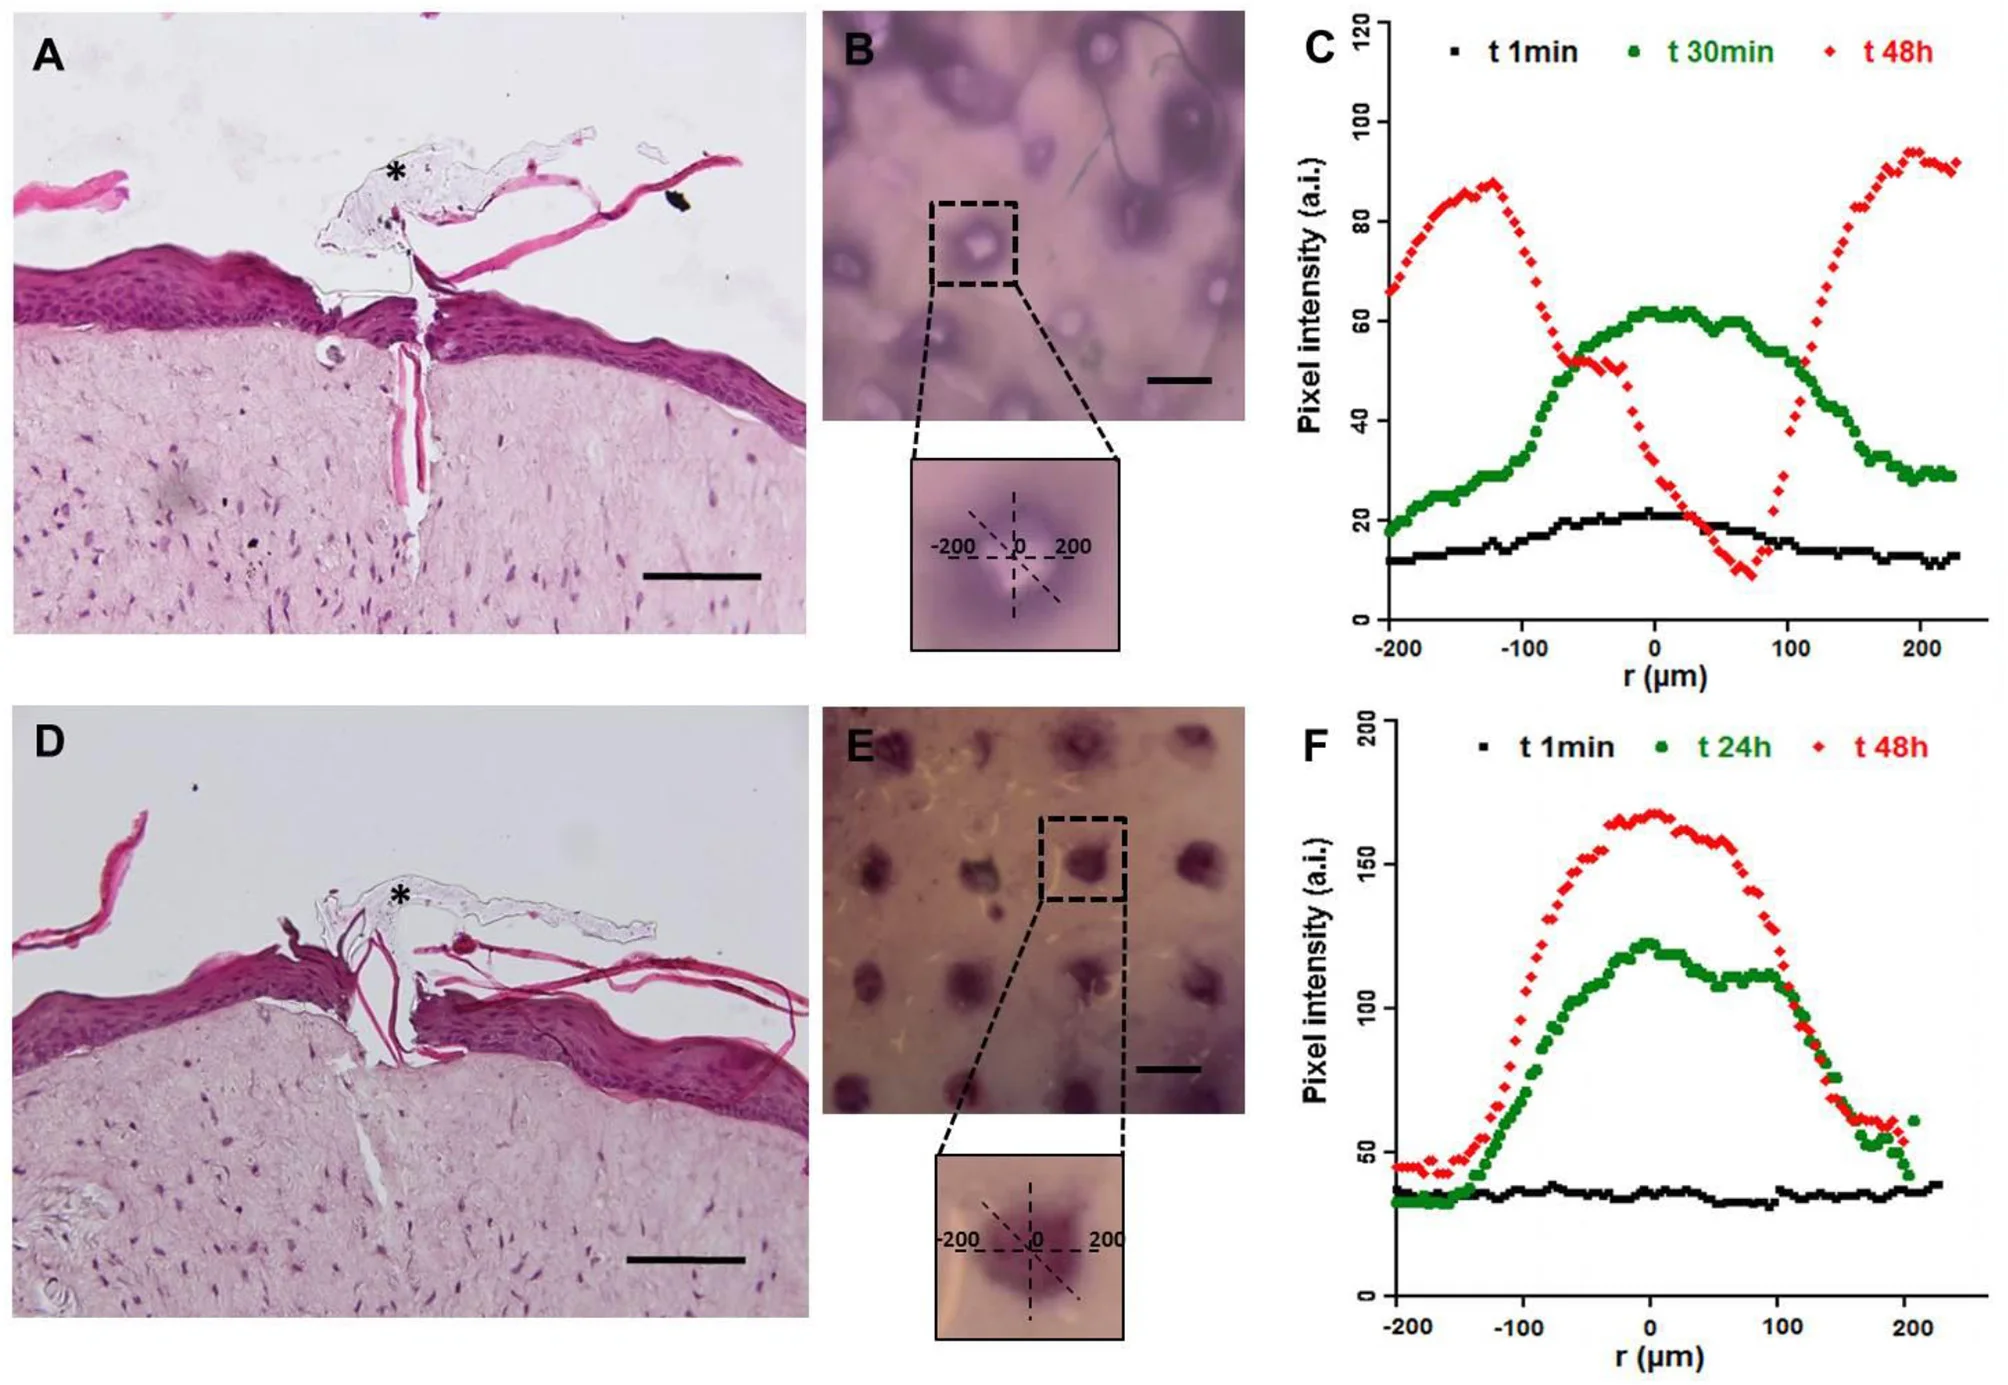 A
*
B
-200 0 200
C
t 1min t 30min t 48h
Pixel intensity (a.i.)
0 20 40 60 80 100 120
-200 -100 0 100 200
r (µm)
D
*
E
-200 0 200
F
t 1min t 24h t 48h
Pixel intensity (a.i.)
0 50 100 150 200
-200 -100 0 100 200
r (µm)